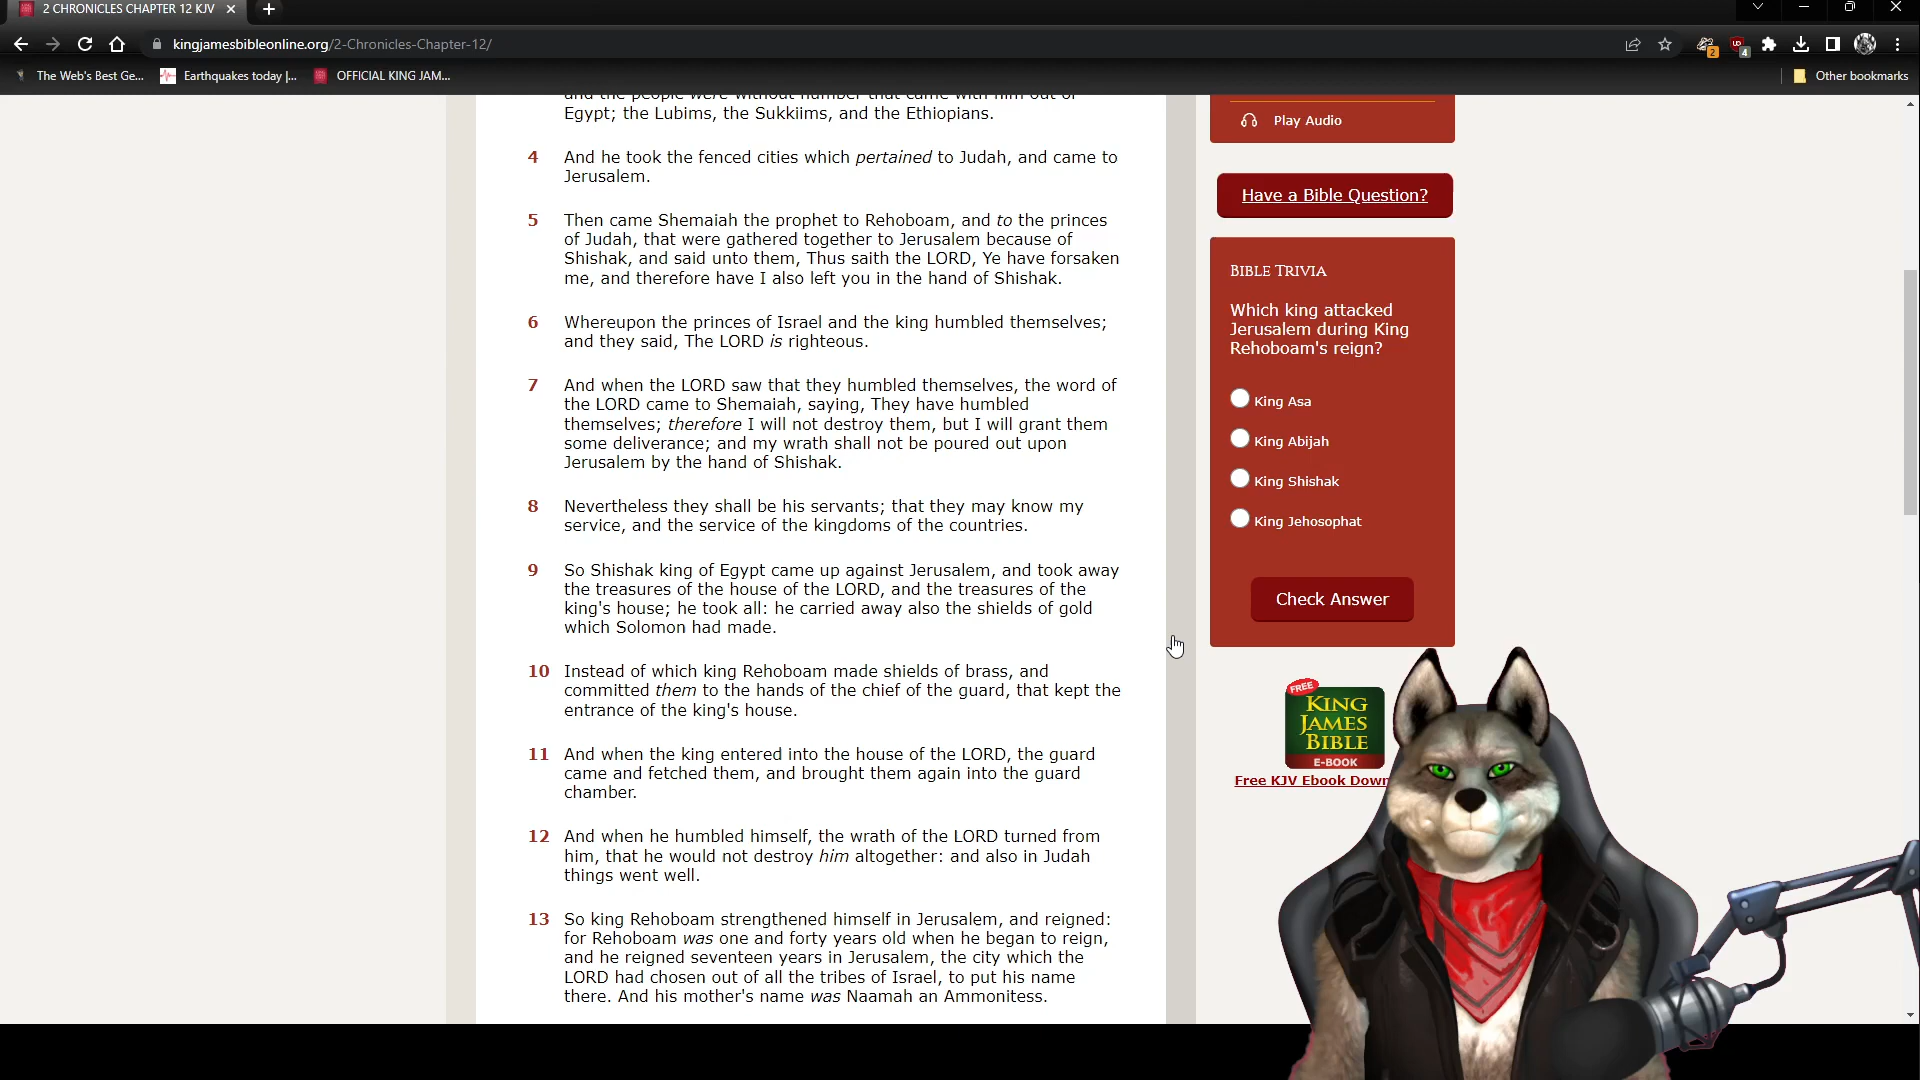 2 CHRONICLES CHAPTER 12 KJV
kingjamesbibleonline.org/2-Chronicles-Chapter-12/
2
4
The Web's Best Ge...
Earthquakes today |...
OFFICIAL KING JAM...
Other bookmarks
and the people were without number that came with him out of
Egypt; the Lubims, the Sukkiims, and the Ethiopians.
4 And he took the fenced cities which pertained to Judah, and came to
Jerusalem.
5 Then came Shemaiah the prophet to Rehoboam, and to the princes
of Judah, that were gathered together to Jerusalem because of
Shishak, and said unto them, Thus saith the LORD, Ye have forsaken
me, and therefore have I also left you in the hand of Shishak.
6 Whereupon the princes of Israel and the king humbled themselves;
and they said, The LORD is righteous.
7 And when the LORD saw that they humbled themselves, the word of
the LORD came to Shemaiah, saying, They have humbled
themselves; therefore I will not destroy them, but I will grant them
some deliverance; and my wrath shall not be poured out upon
Jerusalem by the hand of Shishak.
8 Nevertheless they shall be his servants; that they may know my
service, and the service of the kingdoms of the countries.
9 So Shishak king of Egypt came up against Jerusalem, and took away
the treasures of the house of the LORD, and the treasures of the
king's house; he took all: he carried away also the shields of gold
which Solomon had made.
10 Instead of which king Rehoboam made shields of brass, and
committed them to the hands of the chief of the guard, that kept the
entrance of the king's house.
11 And when the king entered into the house of the LORD, the guard
came and fetched them, and brought them again into the guard
chamber.
12 And when he humbled himself, the wrath of the LORD turned from
him, that he would not destroy him altogether: and also in Judah
things went well.
13 So king Rehoboam strengthened himself in Jerusalem, and reigned:
for Rehoboam was one and forty years old when he began to reign,
and he reigned seventeen years in Jerusalem, the city which the
LORD had chosen out of all the tribes of Israel, to put his name
there. And his mother's name was Naamah an Ammonitess.
Play Audio
Have a Bible Question?
BIBLE TRIVIA
Which king attacked
Jerusalem during King
Rehoboam's reign?
King Asa
King Abijah
King Shishak
King Jehosophat
Check Answer
FREE
KING
JAMES
BIBLE
E-BOOK
Free KJV Ebook Down